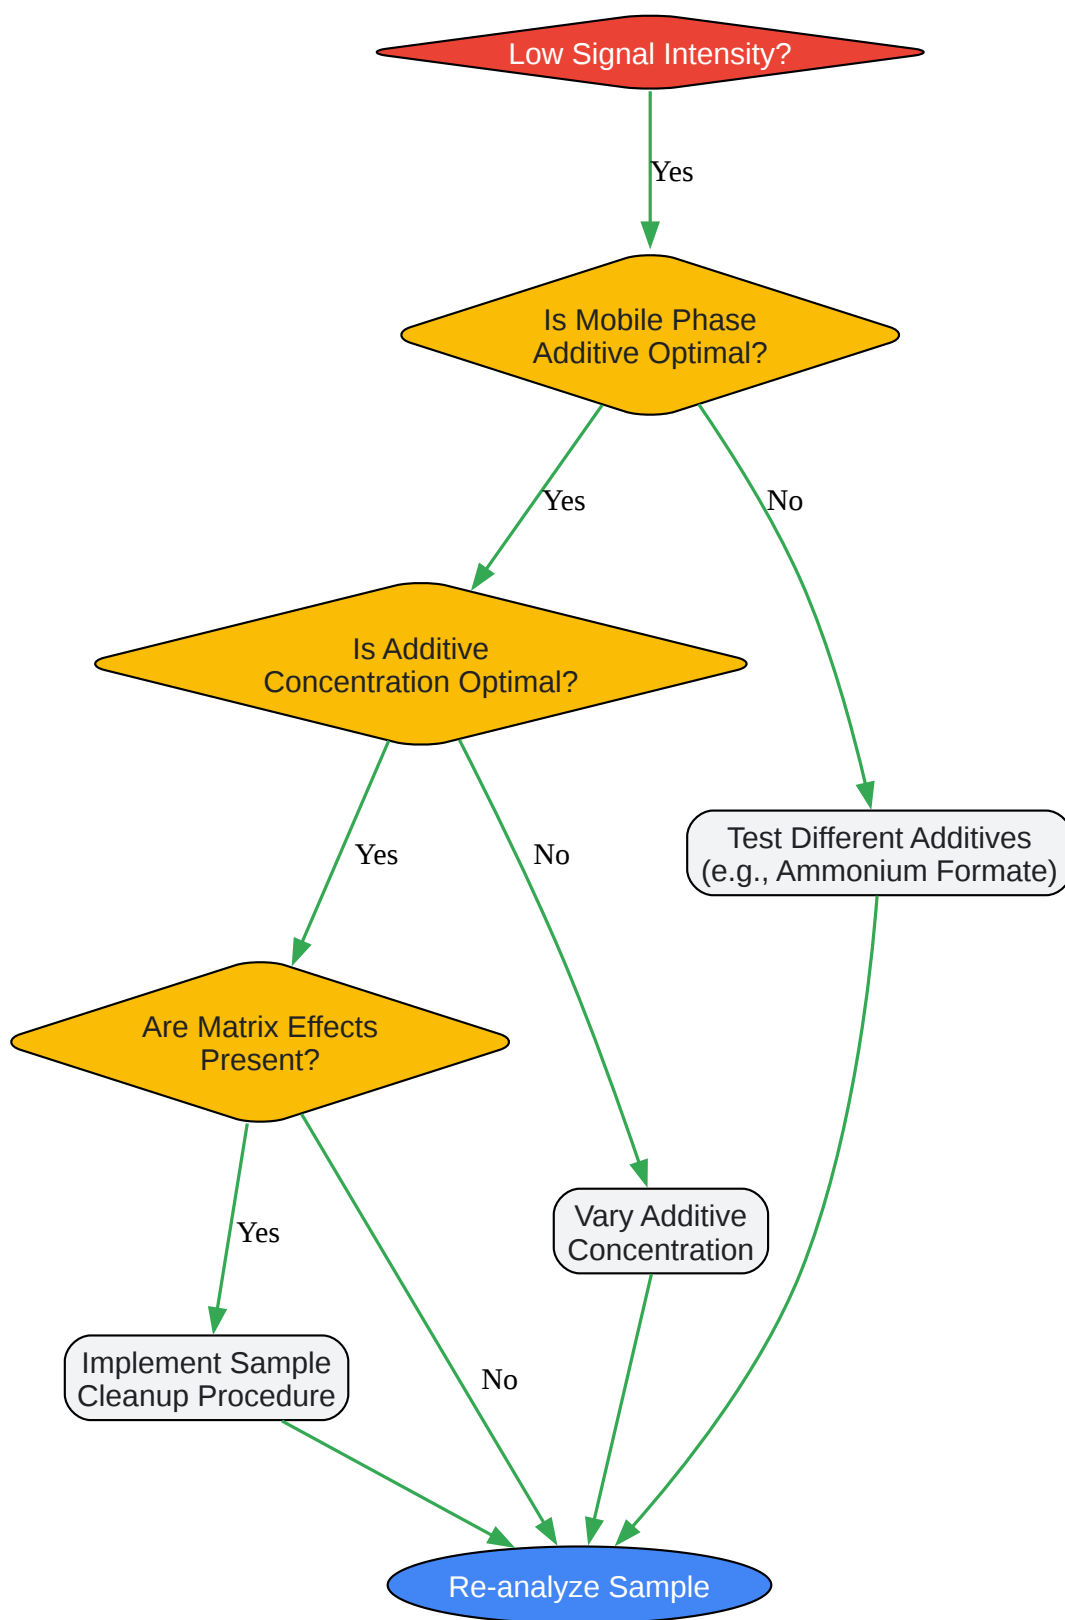 Low Signal Intensity?
Yes
Is Mobile Phase
Additive Optimal?
Yes
No
Is Additive
Concentration Optimal?
Test Different Additives
(e.g., Ammonium Formate)
Yes
No
Are Matrix Effects
Present?
Vary Additive
Concentration
Yes
Implement Sample
Cleanup Procedure
No
Re-analyze Sample